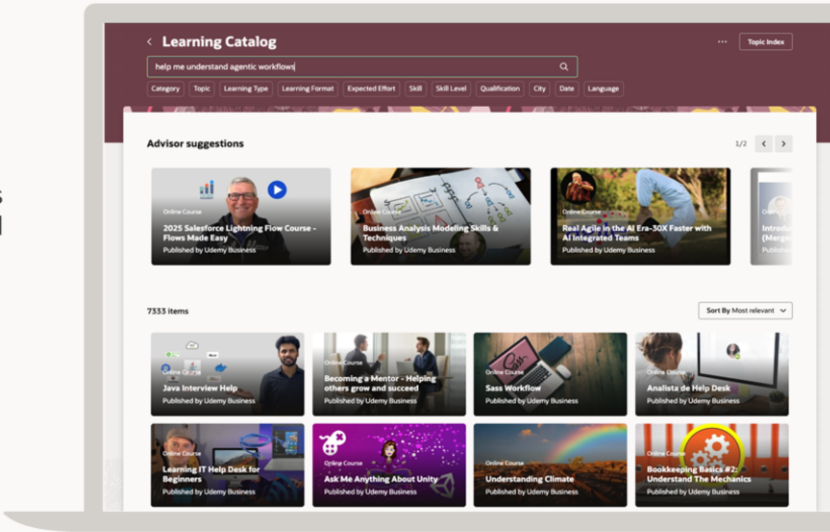 Learning Catalog
Topic Index
help me understand agentic workflows
Category Topic Learning Type Learning Format Expected Effort Skill Skill Level Qualification City Date Language
Advisor suggestions
1/2
Online Course
2025 Salesforce Lightning Flow Course -
Flows Made Easy
Published by Udemy Business
Online Course
Business Analysis Modeling Skills &
Techniques
Published by Udemy Business
Online Course
Real Agile in the AI Era-30X Faster with
AI Integrated Teams
Published by Udemy Business
7333 items
Sort By Most relevant
Online Course
Java Interview Help
Published by Udemy Business
Online Course
Becoming a Mentor - Helping
others grow and succeed
Published by Udemy Business
Online Course
Sass Workflow
Published by Udemy Business
Online Course
Analista de Help Desk
Published by Udemy Business
Online Course
Learning IT Help Desk for
Beginners
Published by Udemy Business
Online Course
Ask Me Anything About Unity
Published by Udemy Business
Online Course
Understanding Climate
Published by Udemy Business
Online Course
Bookkeeping Basics #2:
Understand The Mechanics
Published by Udemy Business